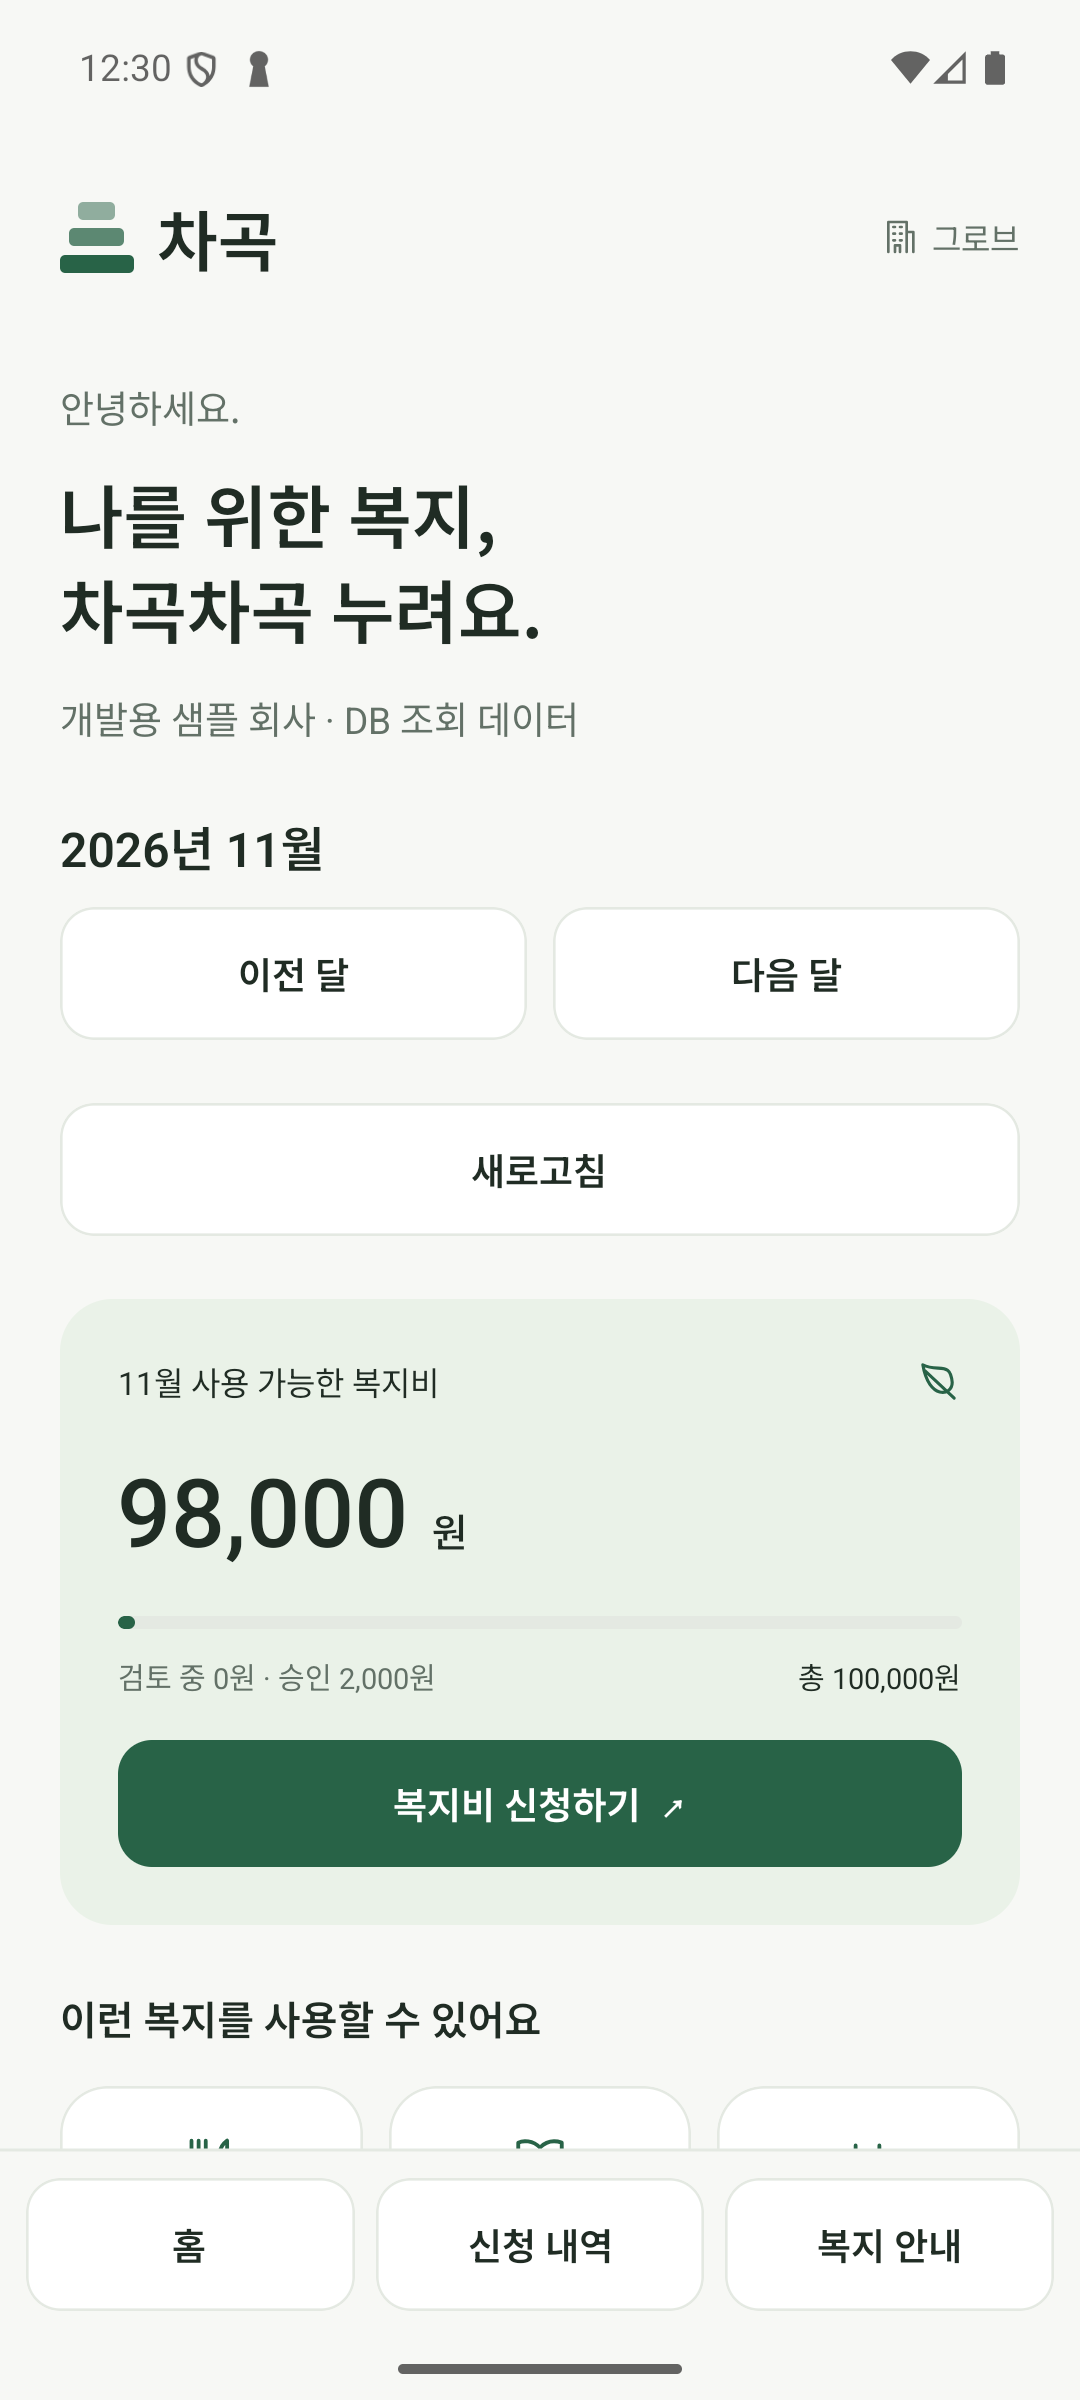 12:30
차곡
그로브
안녕하세요.
나를 위한 복지,
차곡차곡 누려요.
개발용 샘플 회사 · DB 조회 데이터
2026년 11월
이전 달
다음 달
새로고침
11월 사용 가능한 복지비
98,000 원
검토 중 0원 · 승인 2,000원
총 100,000원
복지비 신청하기 ↗
이런 복지를 사용할 수 있어요
홈
신청 내역
복지 안내